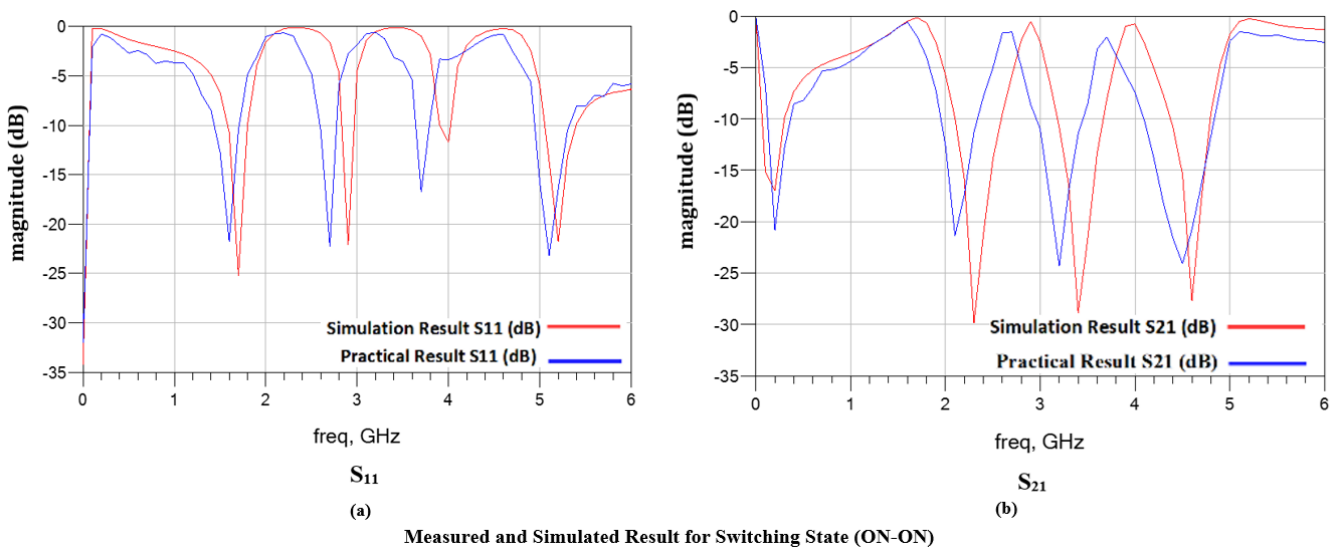 0
-5
-10
-15
-20
-25
-30
-35
magnitude (dB)
Simulation Result S11 (dB)
Practical Result S11 (dB)
0 1 2 3 4 5 6
freq, GHz
S₁₁
(a)
0
-5
-10
-15
-20
-25
-30
-35
magnitude (dB)
Simulation Result S21 (dB)
Practical Result S21 (dB)
0 1 2 3 4 5 6
freq, GHz
S₂₁
(b)
Measured and Simulated Result for Switching State (ON-ON)